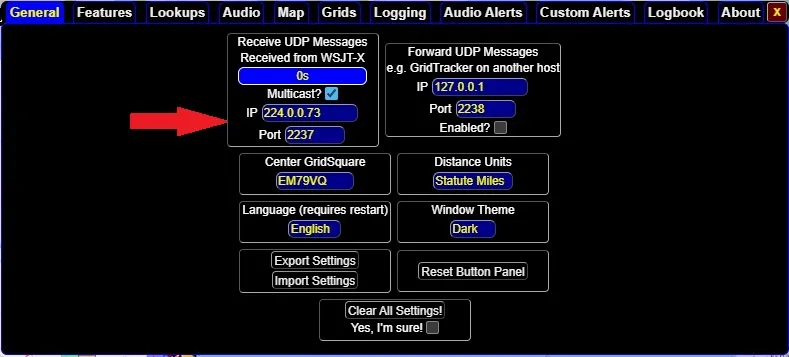 General Features Lookups Audio Map Grids Logging Audio Alerts Custom Alerts Logbook About x
Receive UDP Messages
Received from WSJT-X
0s
Multicast?
IP 224.0.0.73
Port 2237
Forward UDP Messages
e.g. GridTracker on another host
IP 127.0.0.1
Port 2238
Enabled?
Center GridSquare
EM79VQ
Distance Units
Statute Miles
Language (requires restart)
English
Window Theme
Dark
Export Settings
Import Settings
Reset Button Panel
Clear All Settings!
Yes, I'm sure!